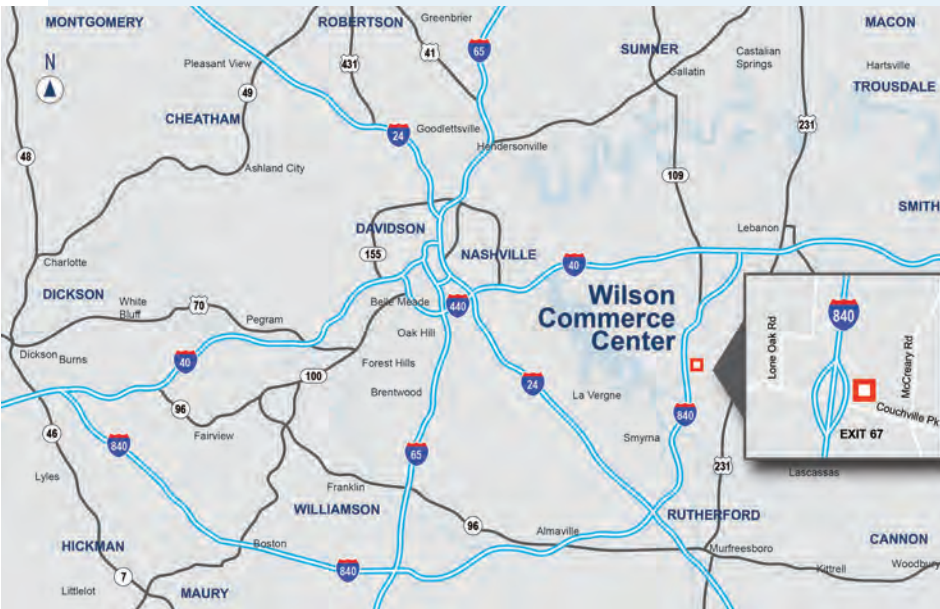 MONTGOMERY
ROBERTSON
Greenbrier
MACON
N
41
65
SUMNER
Castalian
Springs
Pleasant View
431
Gallatin
Hartsville
TROUSDALE
49
CHEATHAM
24
Goodlettsville
231
Hendersonville
48
Ashland City
109
SMITH
DAVIDSON
Lebanon
155
NASHVILLE
Charlotte
40
DICKSON
Belle Meade
440
Wilson
Commerce
Center
White
Bluff
70
Pegram
Oak Hill
840
Lone Oak Rd
McCreary Rd
Dickson
Burns
40
Forest Hills
100
24
Brentwood
La Vergne
96
840
Couchville Pk
EXIT 67
46
Fairview
840
65
Smyrna
231
Lascassas
Lyles
Franklin
WILLIAMSON
RUTHERFORD
96
Almaville
HICKMAN
Boston
Murfreesboro
CANNON
840
7
Kittrell
Woodbury
Littlelot
MAURY